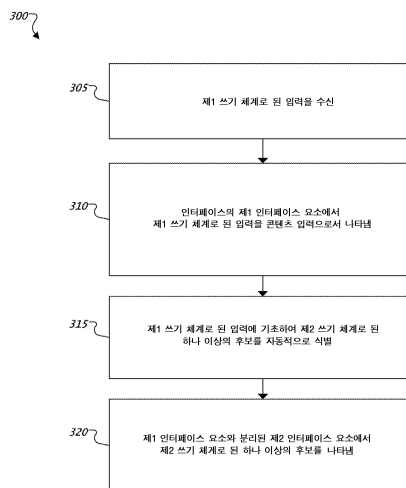 300
305
제1 쓰기 체계로 된 입력을 수신
310
인터페이스의 제1 인터페이스 요소에서
제1 쓰기 체계로 된 입력을 콘텐츠 입력으로서 나타냄
315
제1 쓰기 체계로 된 입력에 기초하여 제2 쓰기 체계로 된
하나 이상의 후보를 자동적으로 식별
320
제1 인터페이스 요소와 분리된 제2 인터페이스 요소에서
제2 쓰기 체계로 된 하나 이상의 후보를 나타냄